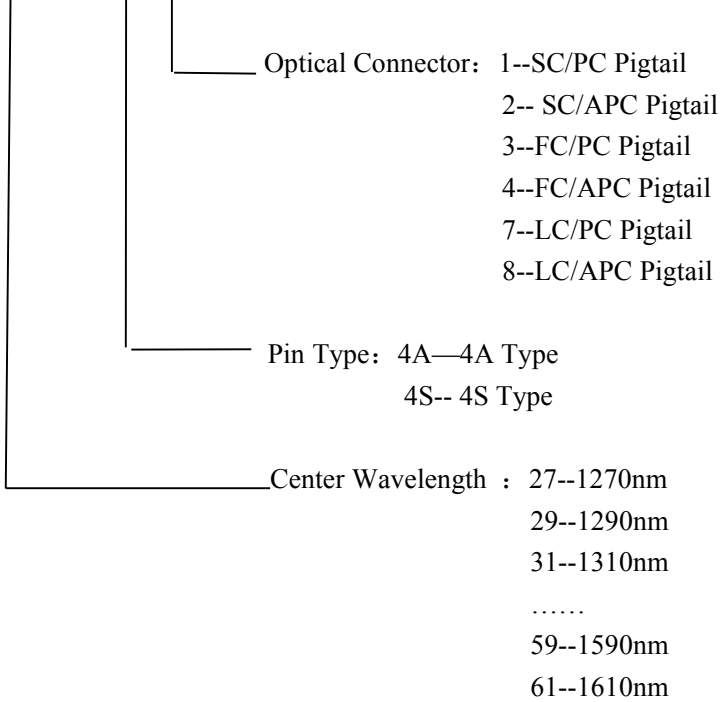 Optical Connector：1--SC/PC Pigtail
2-- SC/APC Pigtail
3--FC/PC Pigtail
4--FC/APC Pigtail
7--LC/PC Pigtail
8--LC/APC Pigtail
Pin Type：4A—4A Type
4S-- 4S Type
Center Wavelength ：27--1270nm
29--1290nm
31--1310nm
……
59--1590nm
61--1610nm